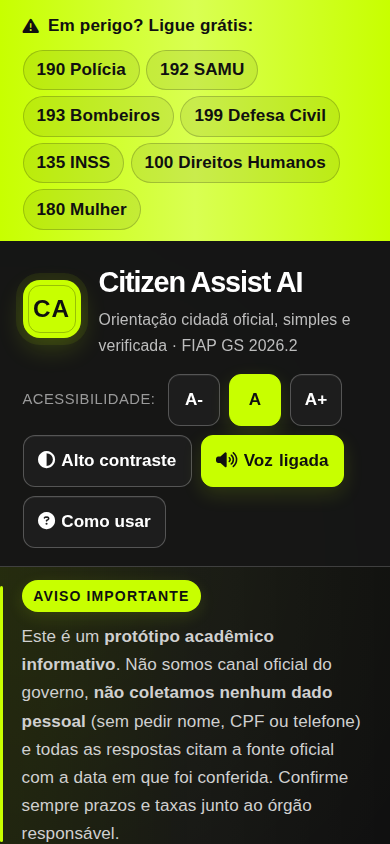 Em perigo? Ligue grátis:
190 Polícia 192 SAMU
193 Bombeiros 199 Defesa Civil
135 INSS 100 Direitos Humanos
180 Mulher
CA
Citizen Assist AI
Orientação cidadã oficial, simples e
verificada · FIAP GS 2026.2
ACESSIBILIDADE: A- A A+
Alto contraste Voz ligada
? Como usar
AVISO IMPORTANTE
Este é um protótipo acadêmico
informativo. Não somos canal oficial do
governo, não coletamos nenhum dado
pessoal (sem pedir nome, CPF ou telefone)
e todas as respostas citam a fonte oficial
com a data em que foi conferida. Confirme
sempre prazos e taxas junto ao órgão
responsável.